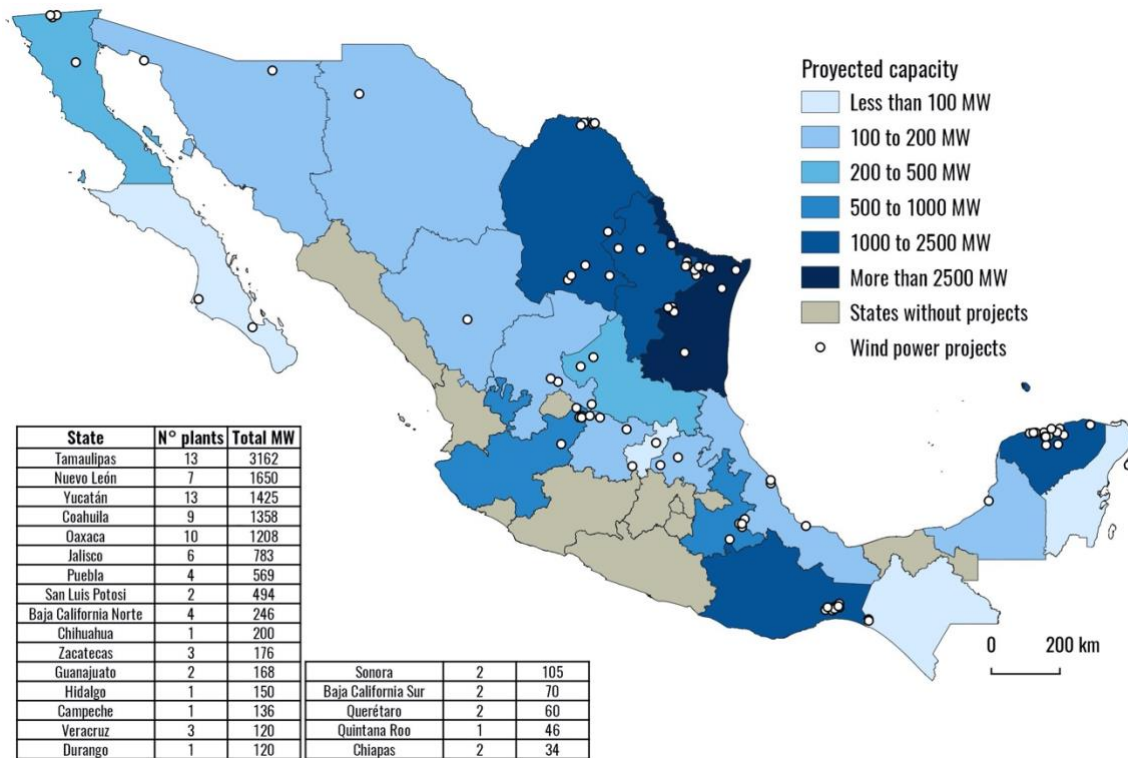 Proyected capacity
Less than 100 MW
100 to 200 MW
200 to 500 MW
500 to 1000 MW
1000 to 2500 MW
More than 2500 MW
States without projects
Wind power projects
0 200 km
State N° plants Total MW
Tamaulipas 13 3162
Nuevo León 7 1650
Yucatán 13 1425
Coahuila 9 1358
Oaxaca 10 1208
Jalisco 6 783
Puebla 4 569
San Luis Potosi 2 494
Baja California Norte 4 246
Chihuahua 1 200
Zacatecas 3 176
Guanajuato 2 168
Hidalgo 1 150
Campeche 1 136
Veracruz 3 120
Durango 1 120
Sonora 2 105
Baja California Sur 2 70
Querétaro 2 60
Quintana Roo 1 46
Chiapas 2 34